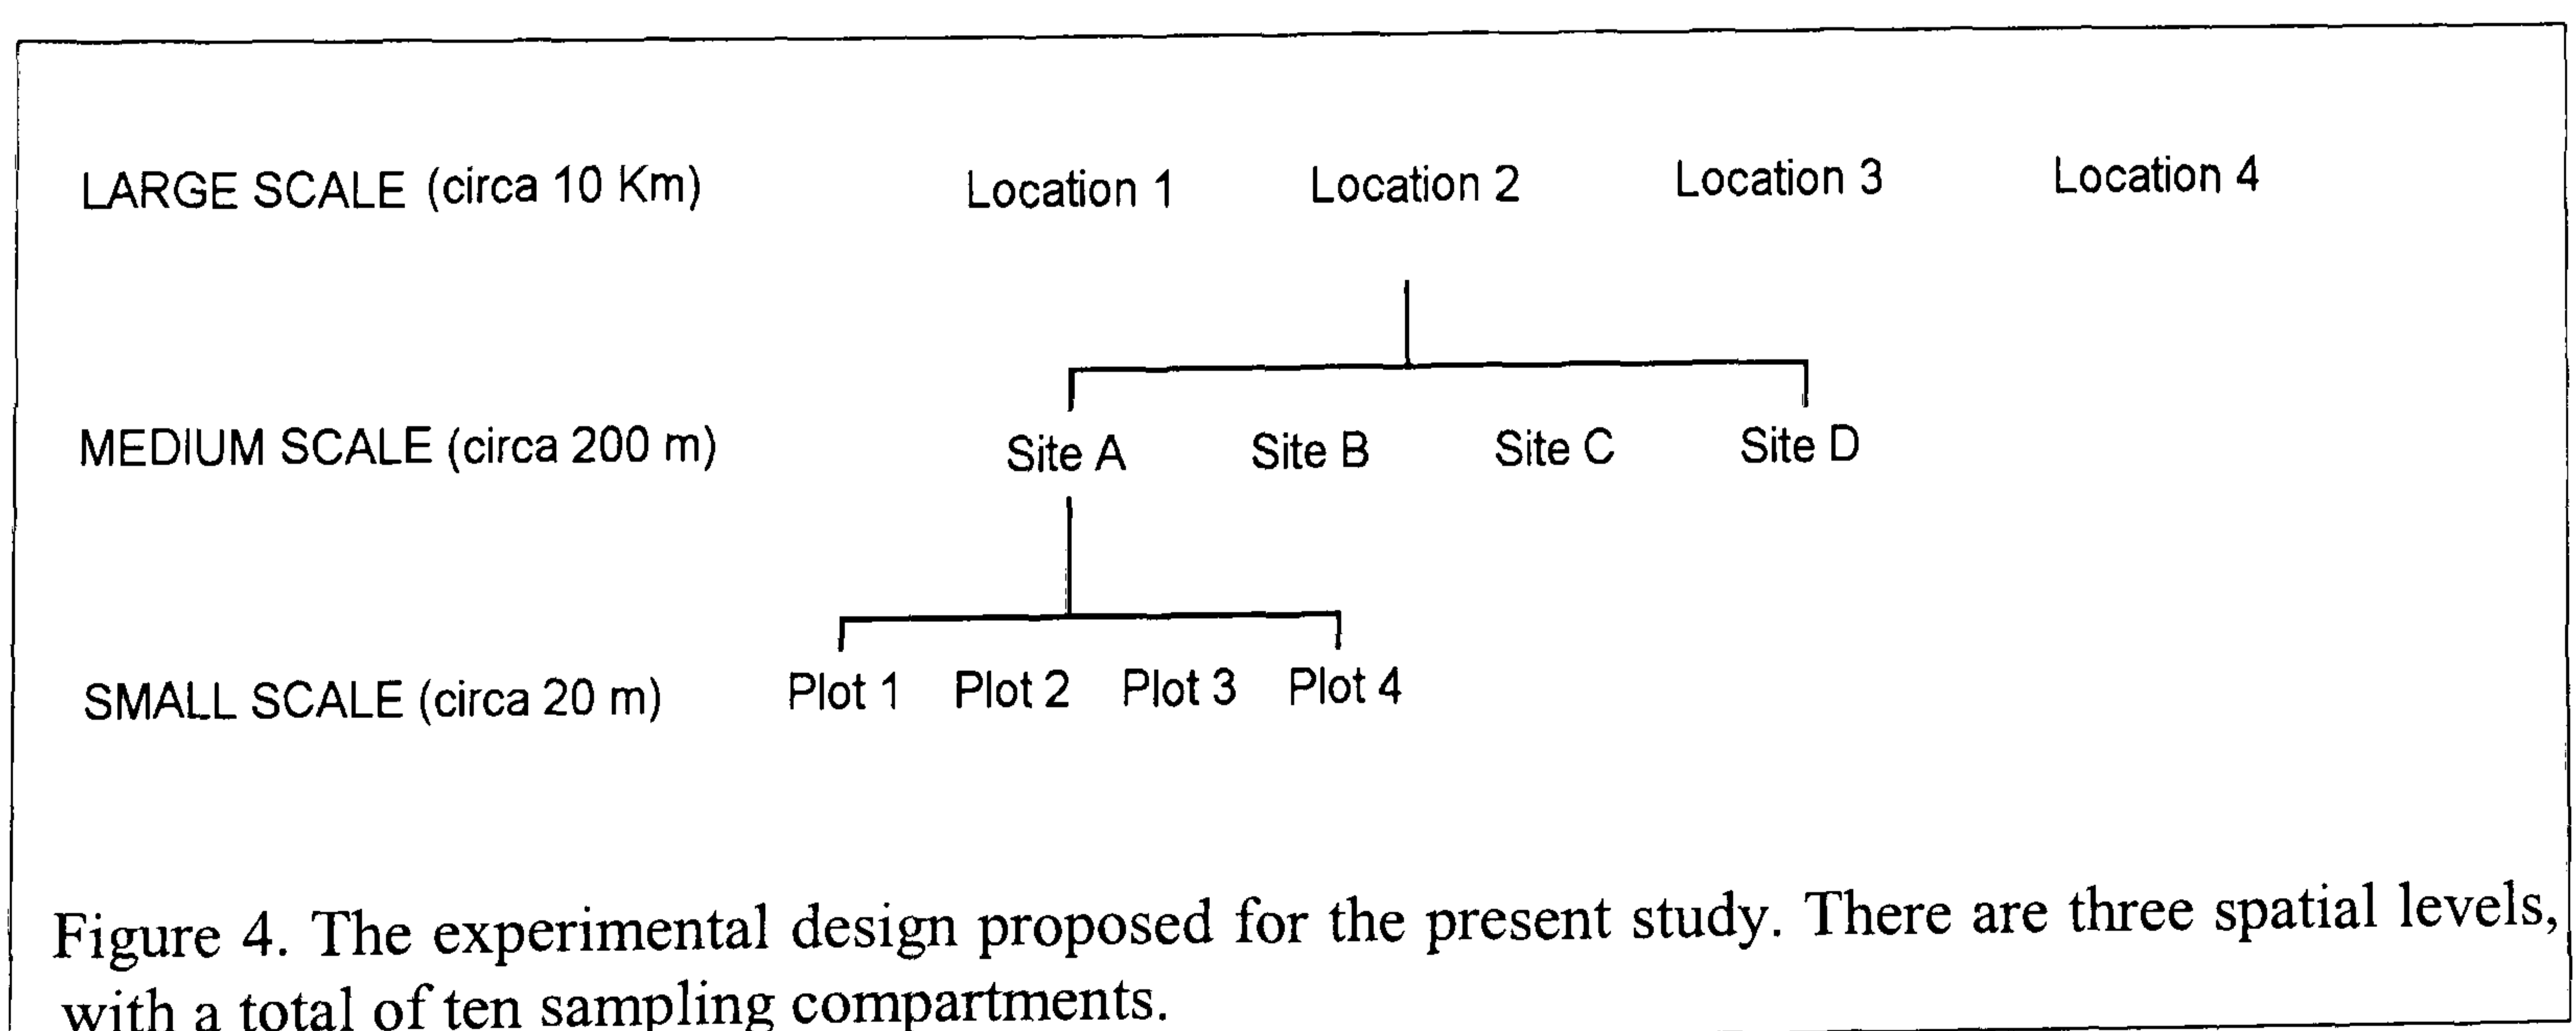 LARGE SCALE (circa 10 Km) Location 1 Location 2 Location 3 Location 4
MEDIUM SCALE (circa 200 m) Site A Site B Site C Site D
SMALL SCALE (circa 20 m) Plot 1 Plot 2 Plot 3 Plot 4
Figure 4. The experimental design proposed for the present study. There are three spatial levels,
with a total of ten sampling compartments.